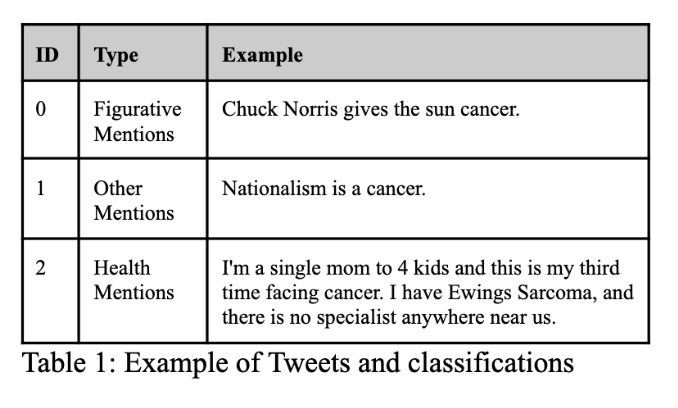 ID Type Example
0 Figurative Mentions Chuck Norris gives the sun cancer.
1 Other Mentions Nationalism is a cancer.
2 Health Mentions I'm a single mom to 4 kids and this is my third
time facing cancer. I have Ewings Sarcoma, and
there is no specialist anywhere near us.
Table 1: Example of Tweets and classifications